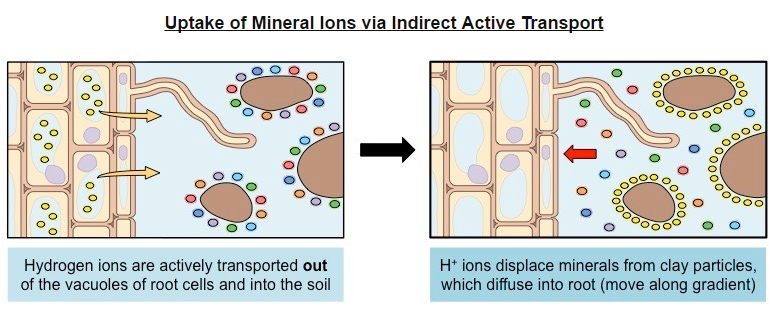 Uptake of Mineral Ions via Indirect Active Transport
Hydrogen ions are actively transported out
of the vacuoles of root cells and into the soil
H⁺ ions displace minerals from clay particles,
which diffuse into root (move along gradient)